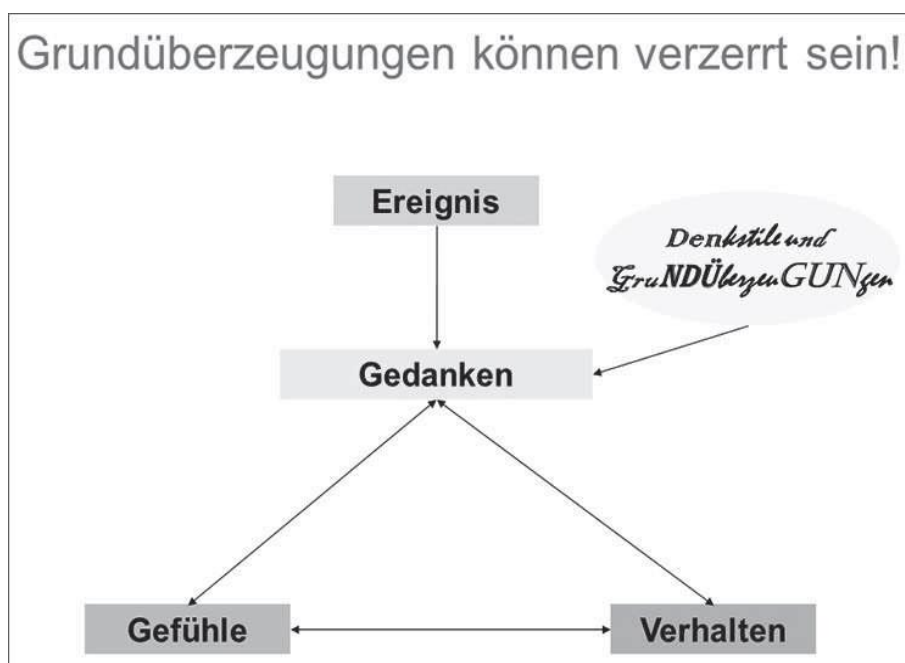 Grundüberzeugungen können verzerrt sein!
Ereignis
Denkstile und
GruNDÜberzeuGUNgen
Gedanken
Gefühle
Verhalten